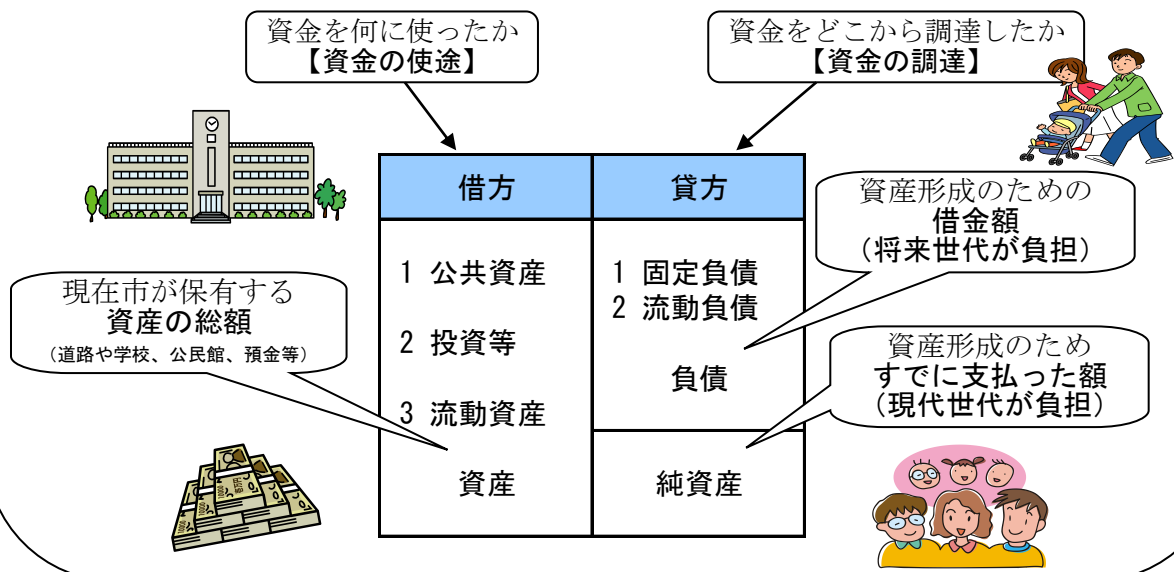 資金を何に使ったか
【資金の使途】
資金をどこから調達したか
【資金の調達】
借方
貸方
1 公共資産
2 投資等
3 流動資産
資産
1 固定負債
2 流動負債
負債
純資産
現在市が保有する
資産の総額
（道路や学校、公民館、預金等）
資産形成のための
借金額
（将来世代が負担）
資産形成のため
すでに支払った額
（現代世代が負担）